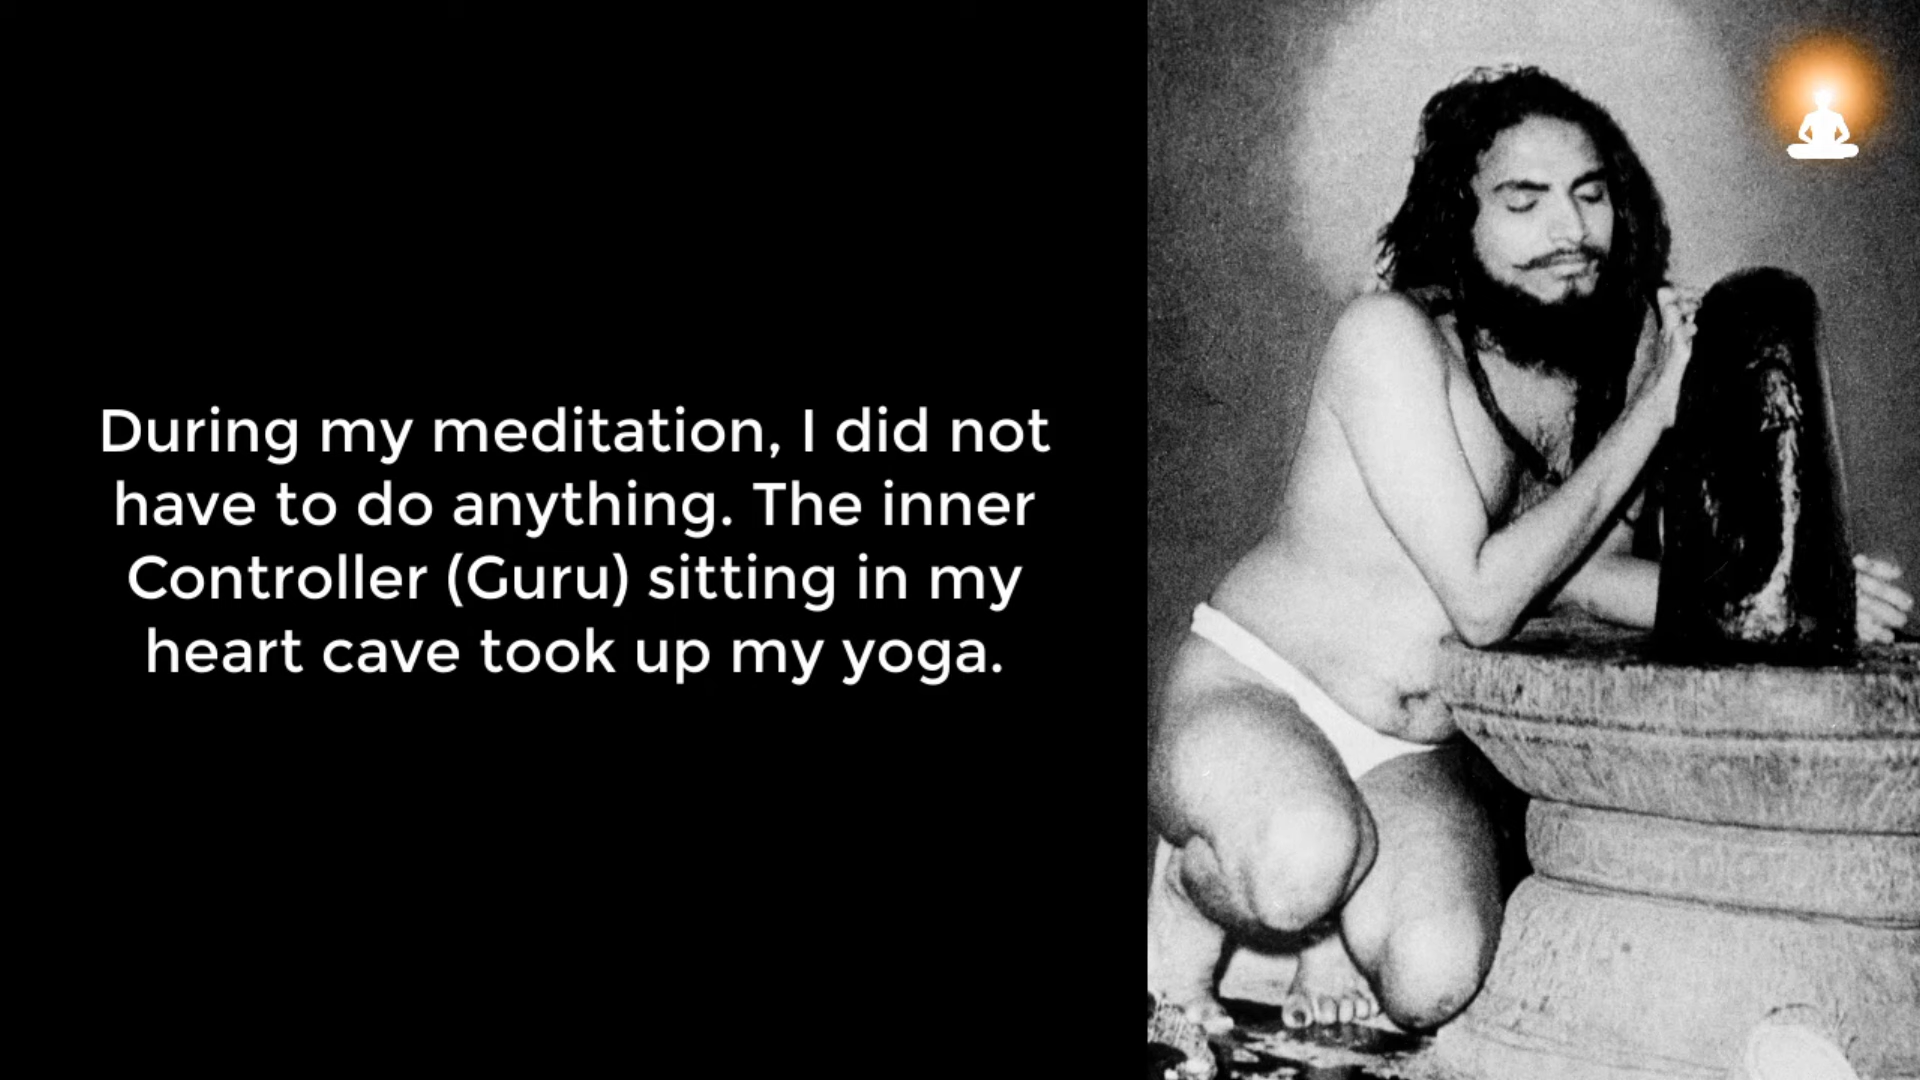 During my meditation, I did not
have to do anything. The inner
Controller (Guru) sitting in my
heart cave took up my yoga.